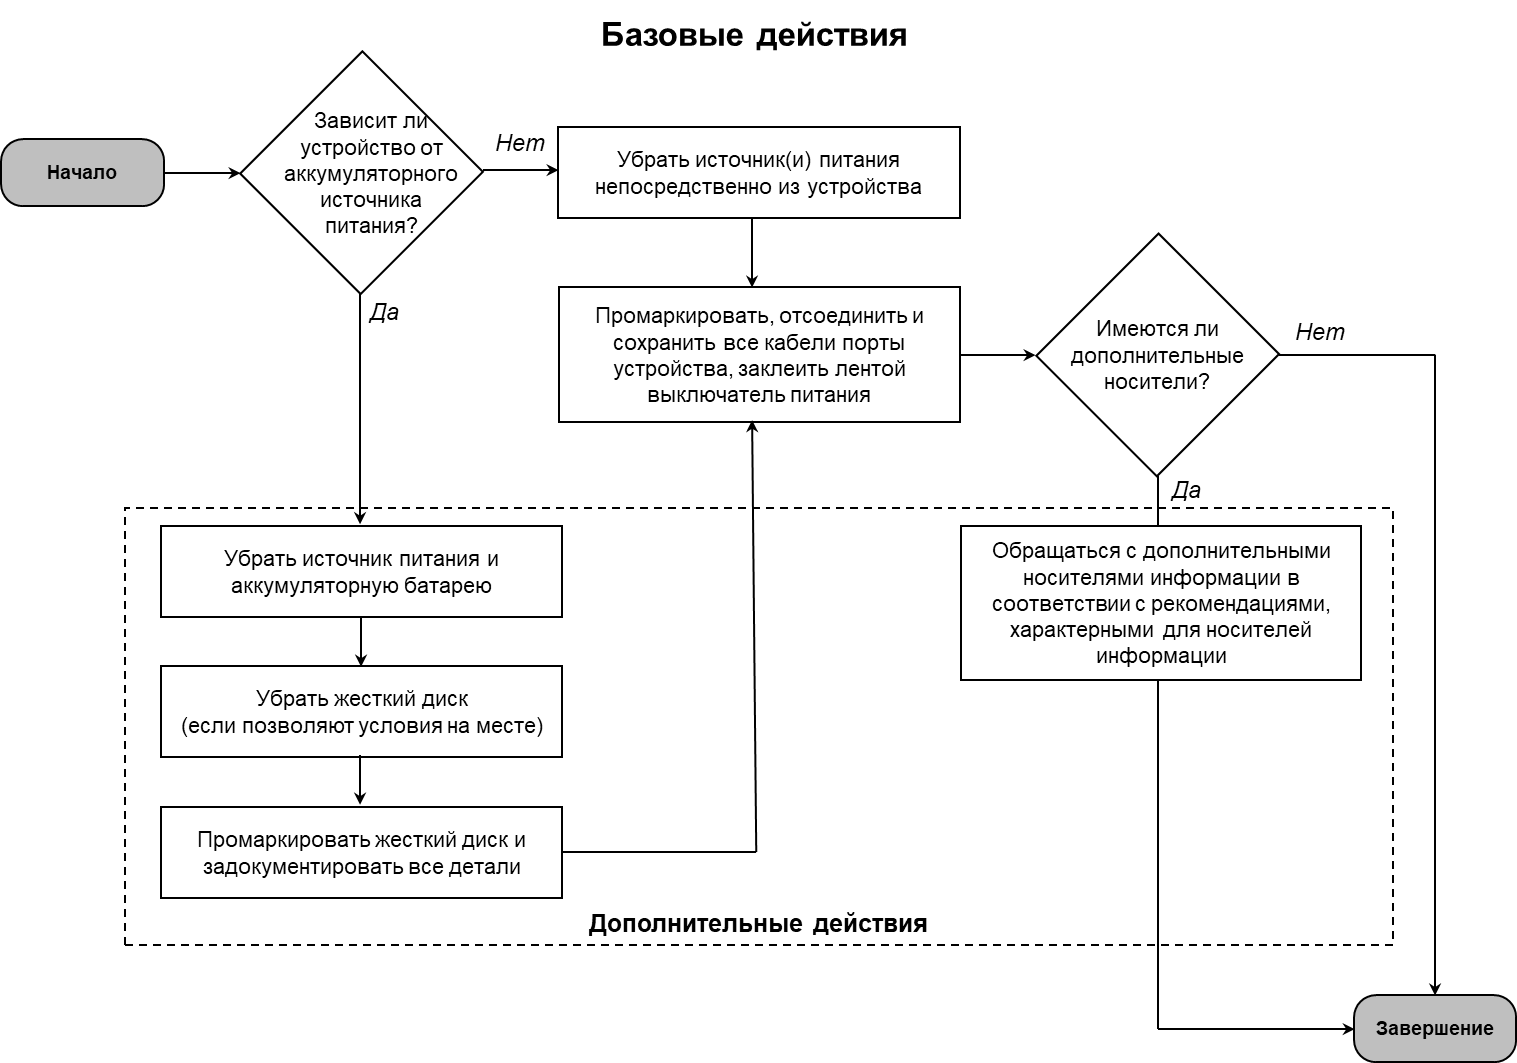 Базовые действия
Начало
Зависит ли
устройство от
аккумуляторного
источника
питания?
Нет
Убрать источник(и) питания
непосредственно из устройства
Да
Промаркировать, отсоединить и
сохранить все кабели порты
устройства, заклеить лентой
выключатель питания
Имеются ли
дополнительные
носители?
Нет
Да
Убрать источник питания и
аккумуляторную батарею
Обращаться с дополнительными
носителями информации в
соответствии с рекомендациями,
характерными для носителей
информации
Убрать жесткий диск
(если позволяют условия на месте)
Промаркировать жесткий диск и
задокументировать все детали
Дополнительные действия
Завершение